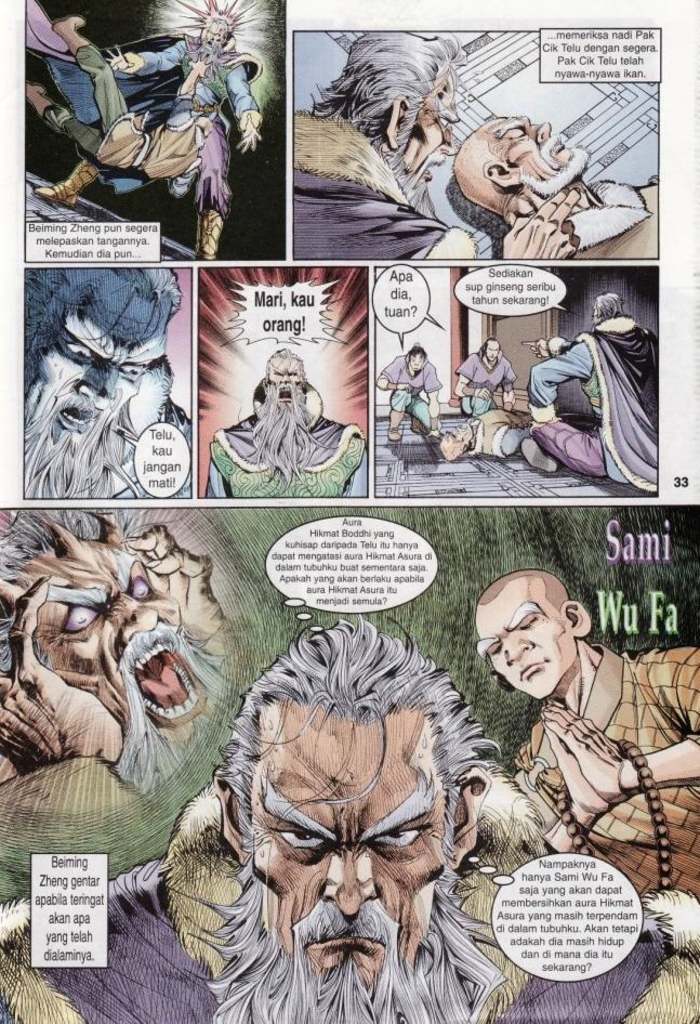 Beiming Zheng pun segera
melepaskan tangannya.
Kemudian dia pun...
...memeriksa nadi Pak
Cik Telu dengan segera.
Pak Cik Telu telah
nyawa-nyawa ikan.
Telu,
kau
jangan
mati!
Mari, kau
orang!
Apa
dia,
tuan?
Sediakan
sup ginseng seribu
tahun sekarang!
33
Aura
Hikmat Boddhi yang
kuhisap daripada Telu itu hanya
dapat mengatasi aura Hikmat Asura di
dalam tubuhku buat sementara saja.
Apakah yang akan berlaku apabila
aura Hikmat Asura itu
menjadi semula?
Sami
Wu Fa
Beiming
Zheng gentar
apabila teringat
akan apa
yang telah
dialaminya.
Nampaknya
hanya Sami Wu Fa
saja yang akan dapat
membersihkan aura Hikmat
Asura yang masih terpendam
di dalam tubuhku. Akan tetapi
adakah dia masih hidup
dan di mana dia itu
sekarang?